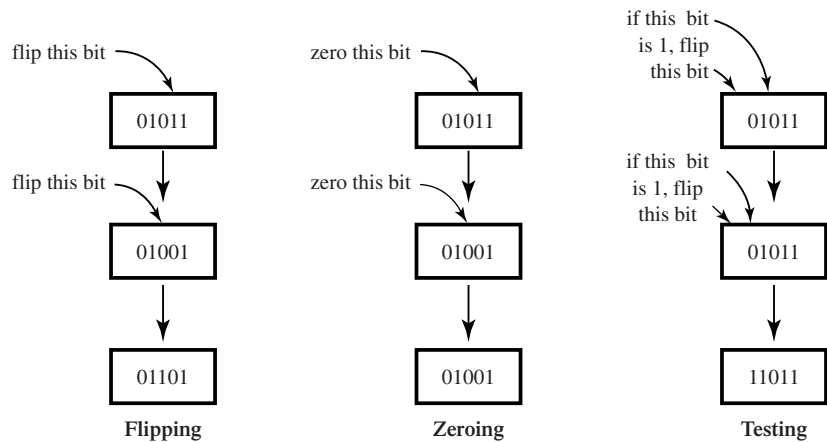 flip this bit
01011
flip this bit
01001
01101
Flipping
zero this bit
01011
zero this bit
01001
01001
Zeroing
if this bit
is 1, flip
this bit
01011
if this bit
is 1, flip
this bit
01011
11011
Testing